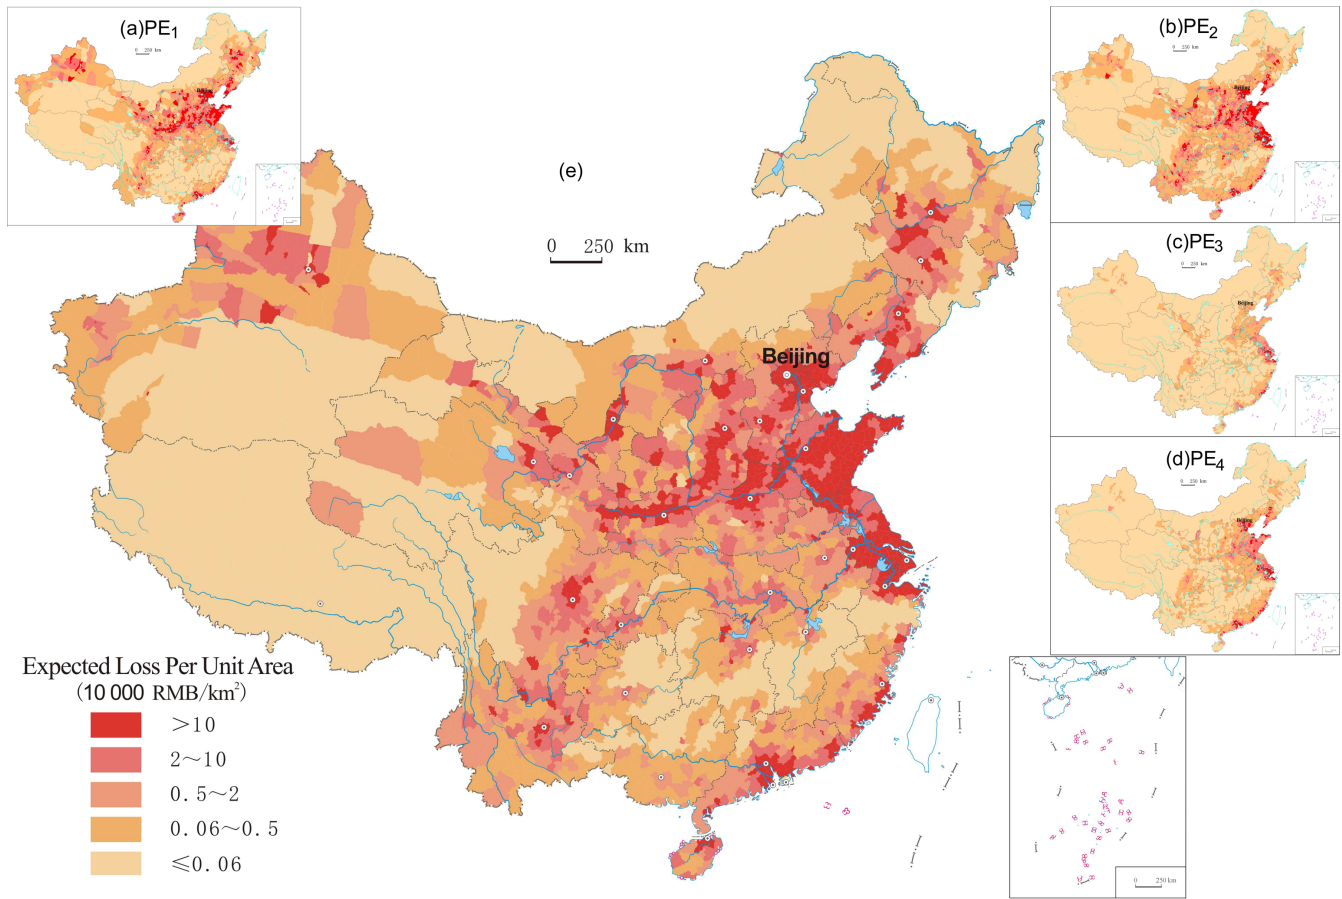 (a)PE1
0 250 km
Beijing
(b)PE2
0 250 km
Beijing
(e)
0 250 km
(c)PE3
0 250 km
Beijing
Beijing
(d)PE4
0 250 km
Beijing
Expected Loss Per Unit Area
(10 000 RMB/km²)
>10
2~10
0.5~2
0.06~0.5
≤0.06
0 250 km